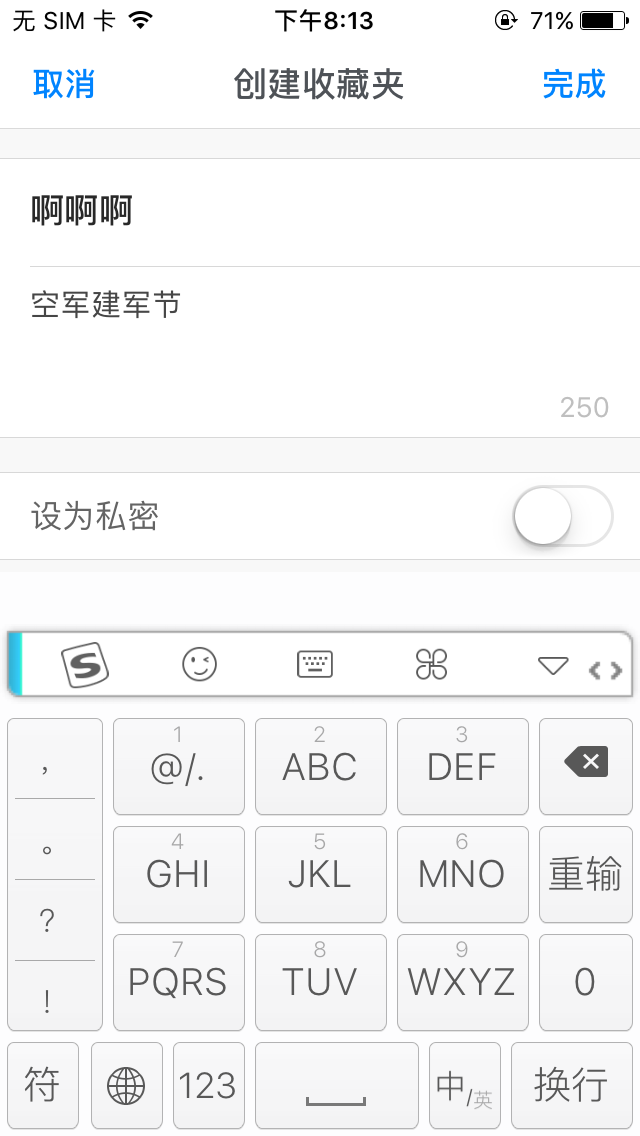 无 SIM 卡 下午8:13 71%
取消 创建收藏夹 完成
啊啊啊
空军建军节
250
设为私密
S
， 1 2 3
@/. ABC DEF
。 4 5 6
GHI JKL MNO 重输
? 7 8 9
PQRS TUV WXYZ 0
!
符 123 中/英 换行